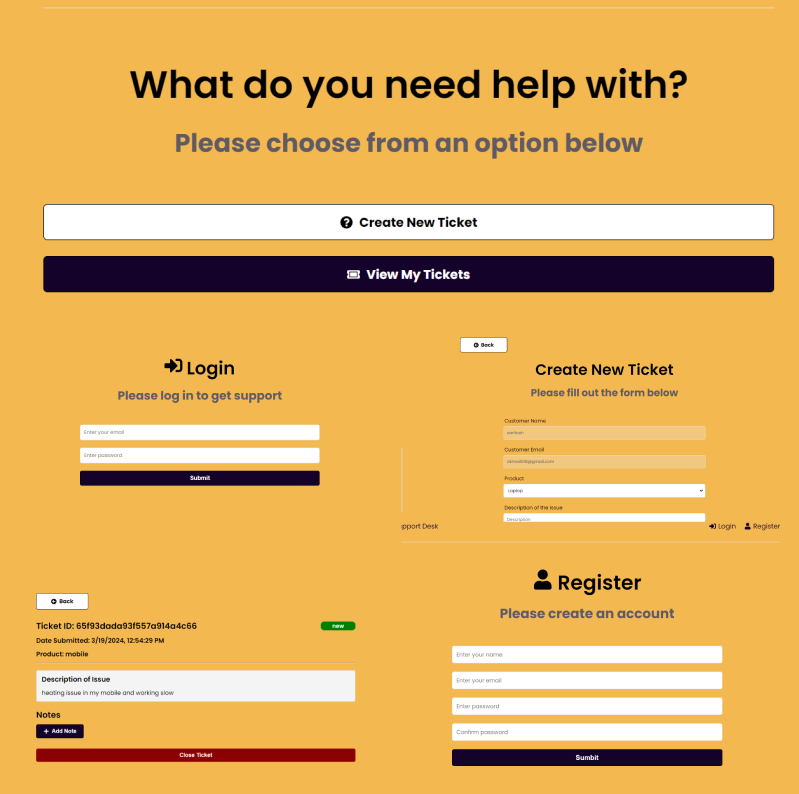 What do you need help with?
Please choose from an option below
Create New Ticket
View My Tickets
Login
Please log in to get support
Enter your email
Enter password
Submit
Back
Create New Ticket
Please fill out the form below
Customer Name
Customer Email
Product
Laptop
Description of the issue
Description
pport Desk
Login
Register
Back
Ticket ID: 65f93dada93f557a914a4c66
new
Date Submitted: 3/19/2024, 12:54:29 PM
Product: mobile
Description of Issue
heating issue in my mobile and working slow
Notes
+ Add Note
Close Ticket
Register
Please create an account
Enter your name
Enter your email
Enter password
Confirm password
Sumbit